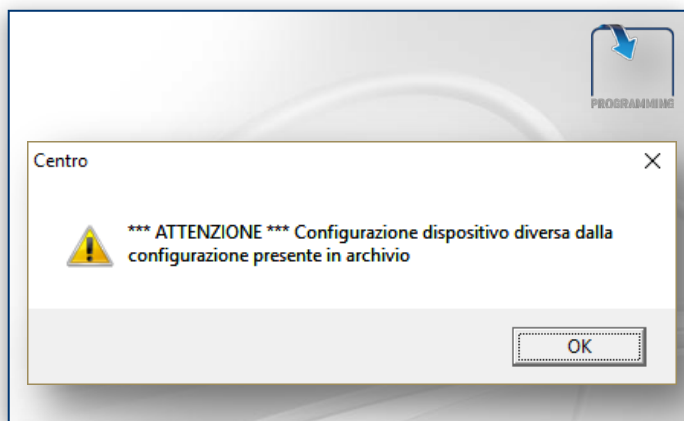 PROGRAMMING
Centro
*** ATTENZIONE *** Configurazione dispositivo diversa dalla
configurazione presente in archivio
OK